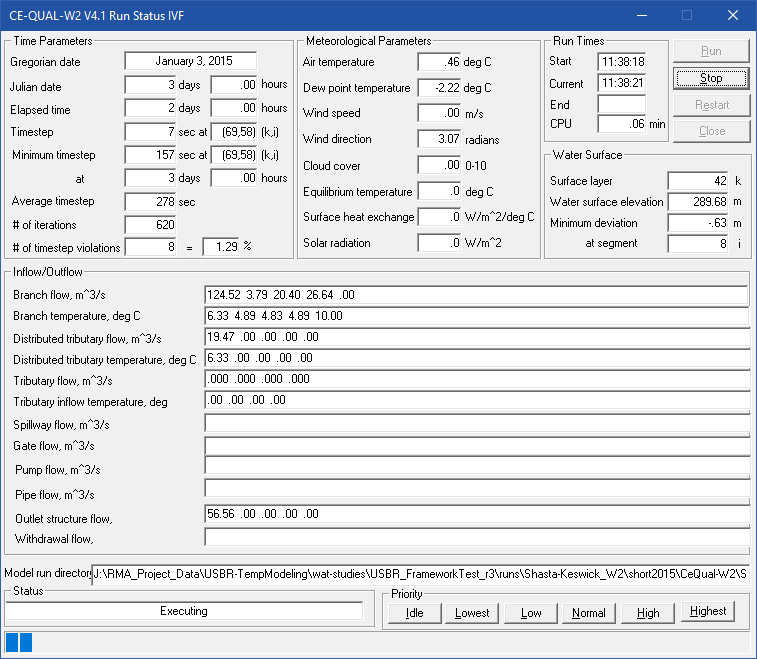 CE-QUAL-W2 V4.1 Run Status IVF
Time Parameters
Gregorian date January 3, 2015
Julian date 3 days .00 hours
Elapsed time 2 days .00 hours
Timestep 7 sec at (69,58) (k,i)
Minimum timestep 157 sec at (69,58) (k,i)
at 3 days .00 hours
Average timestep 278 sec
# of iterations 620
# of timestep violations 8 = 1.29 %
Meteorological Parameters
Air temperature .46 deg C
Dew point temperature -2.22 deg C
Wind speed .00 m/s
Wind direction 3.07 radians
Cloud cover .00 0-10
Equilibrium temperature .0 deg C
Surface heat exchange .0 W/m^2/deg C
Solar radiation .0 W/m^2
Run Times
Start 11:38:18
Current 11:38:21
End
CPU .06 min
Run
Stop
Restart
Close
Water Surface
Surface layer 42 k
Water surface elevation 289.68 m
Minimum deviation -.63 m
at segment 8 i
Inflow/Outflow
Branch flow, m^3/s 124.52 3.79 20.40 26.64 .00
Branch temperature, deg C 6.33 4.89 4.83 4.89 10.00
Distributed tributary flow, m^3/s 19.47 .00 .00 .00 .00
Distributed tributary temperature, deg C 6.33 .00 .00 .00 .00
Tributary flow, m^3/s .000 .000 .000 .000
Tributary inflow temperature, deg .00 .00 .00 .00
Spillway flow, m^3/s
Gate flow, m^3/s
Pump flow, m^3/s
Pipe flow, m^3/s
Outlet structure flow, 56.56 .00 .00 .00 .00
Withdrawal flow,
Model run directory J:\RMA_Project_Data\USBR-TempModeling\wat-studies\USBR_FrameworkTest_r3\runs\Shasta-Keswick_W2\short2015\CeQual-W2\S
Status
Executing
Priority
Idle Lowest Low Normal High Highest